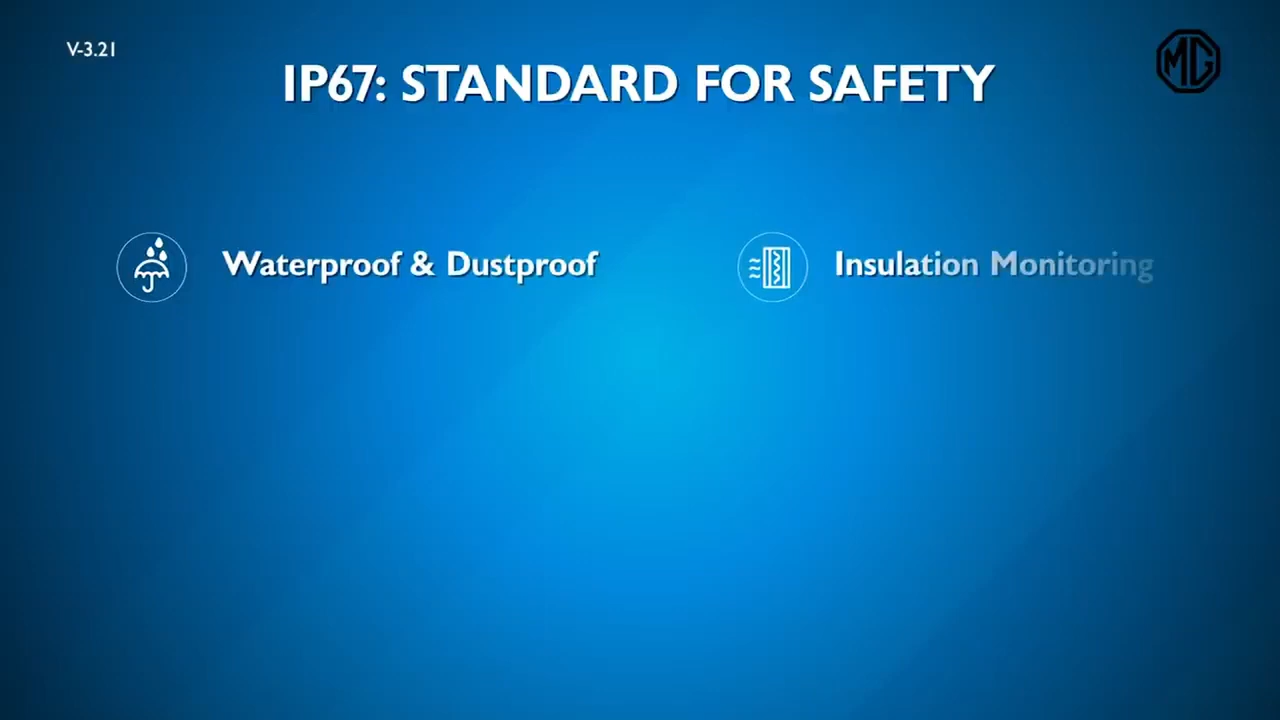 V-3.21
MG
IP67: STANDARD FOR SAFETY
Waterproof & Dustproof
Insulation Monitoring